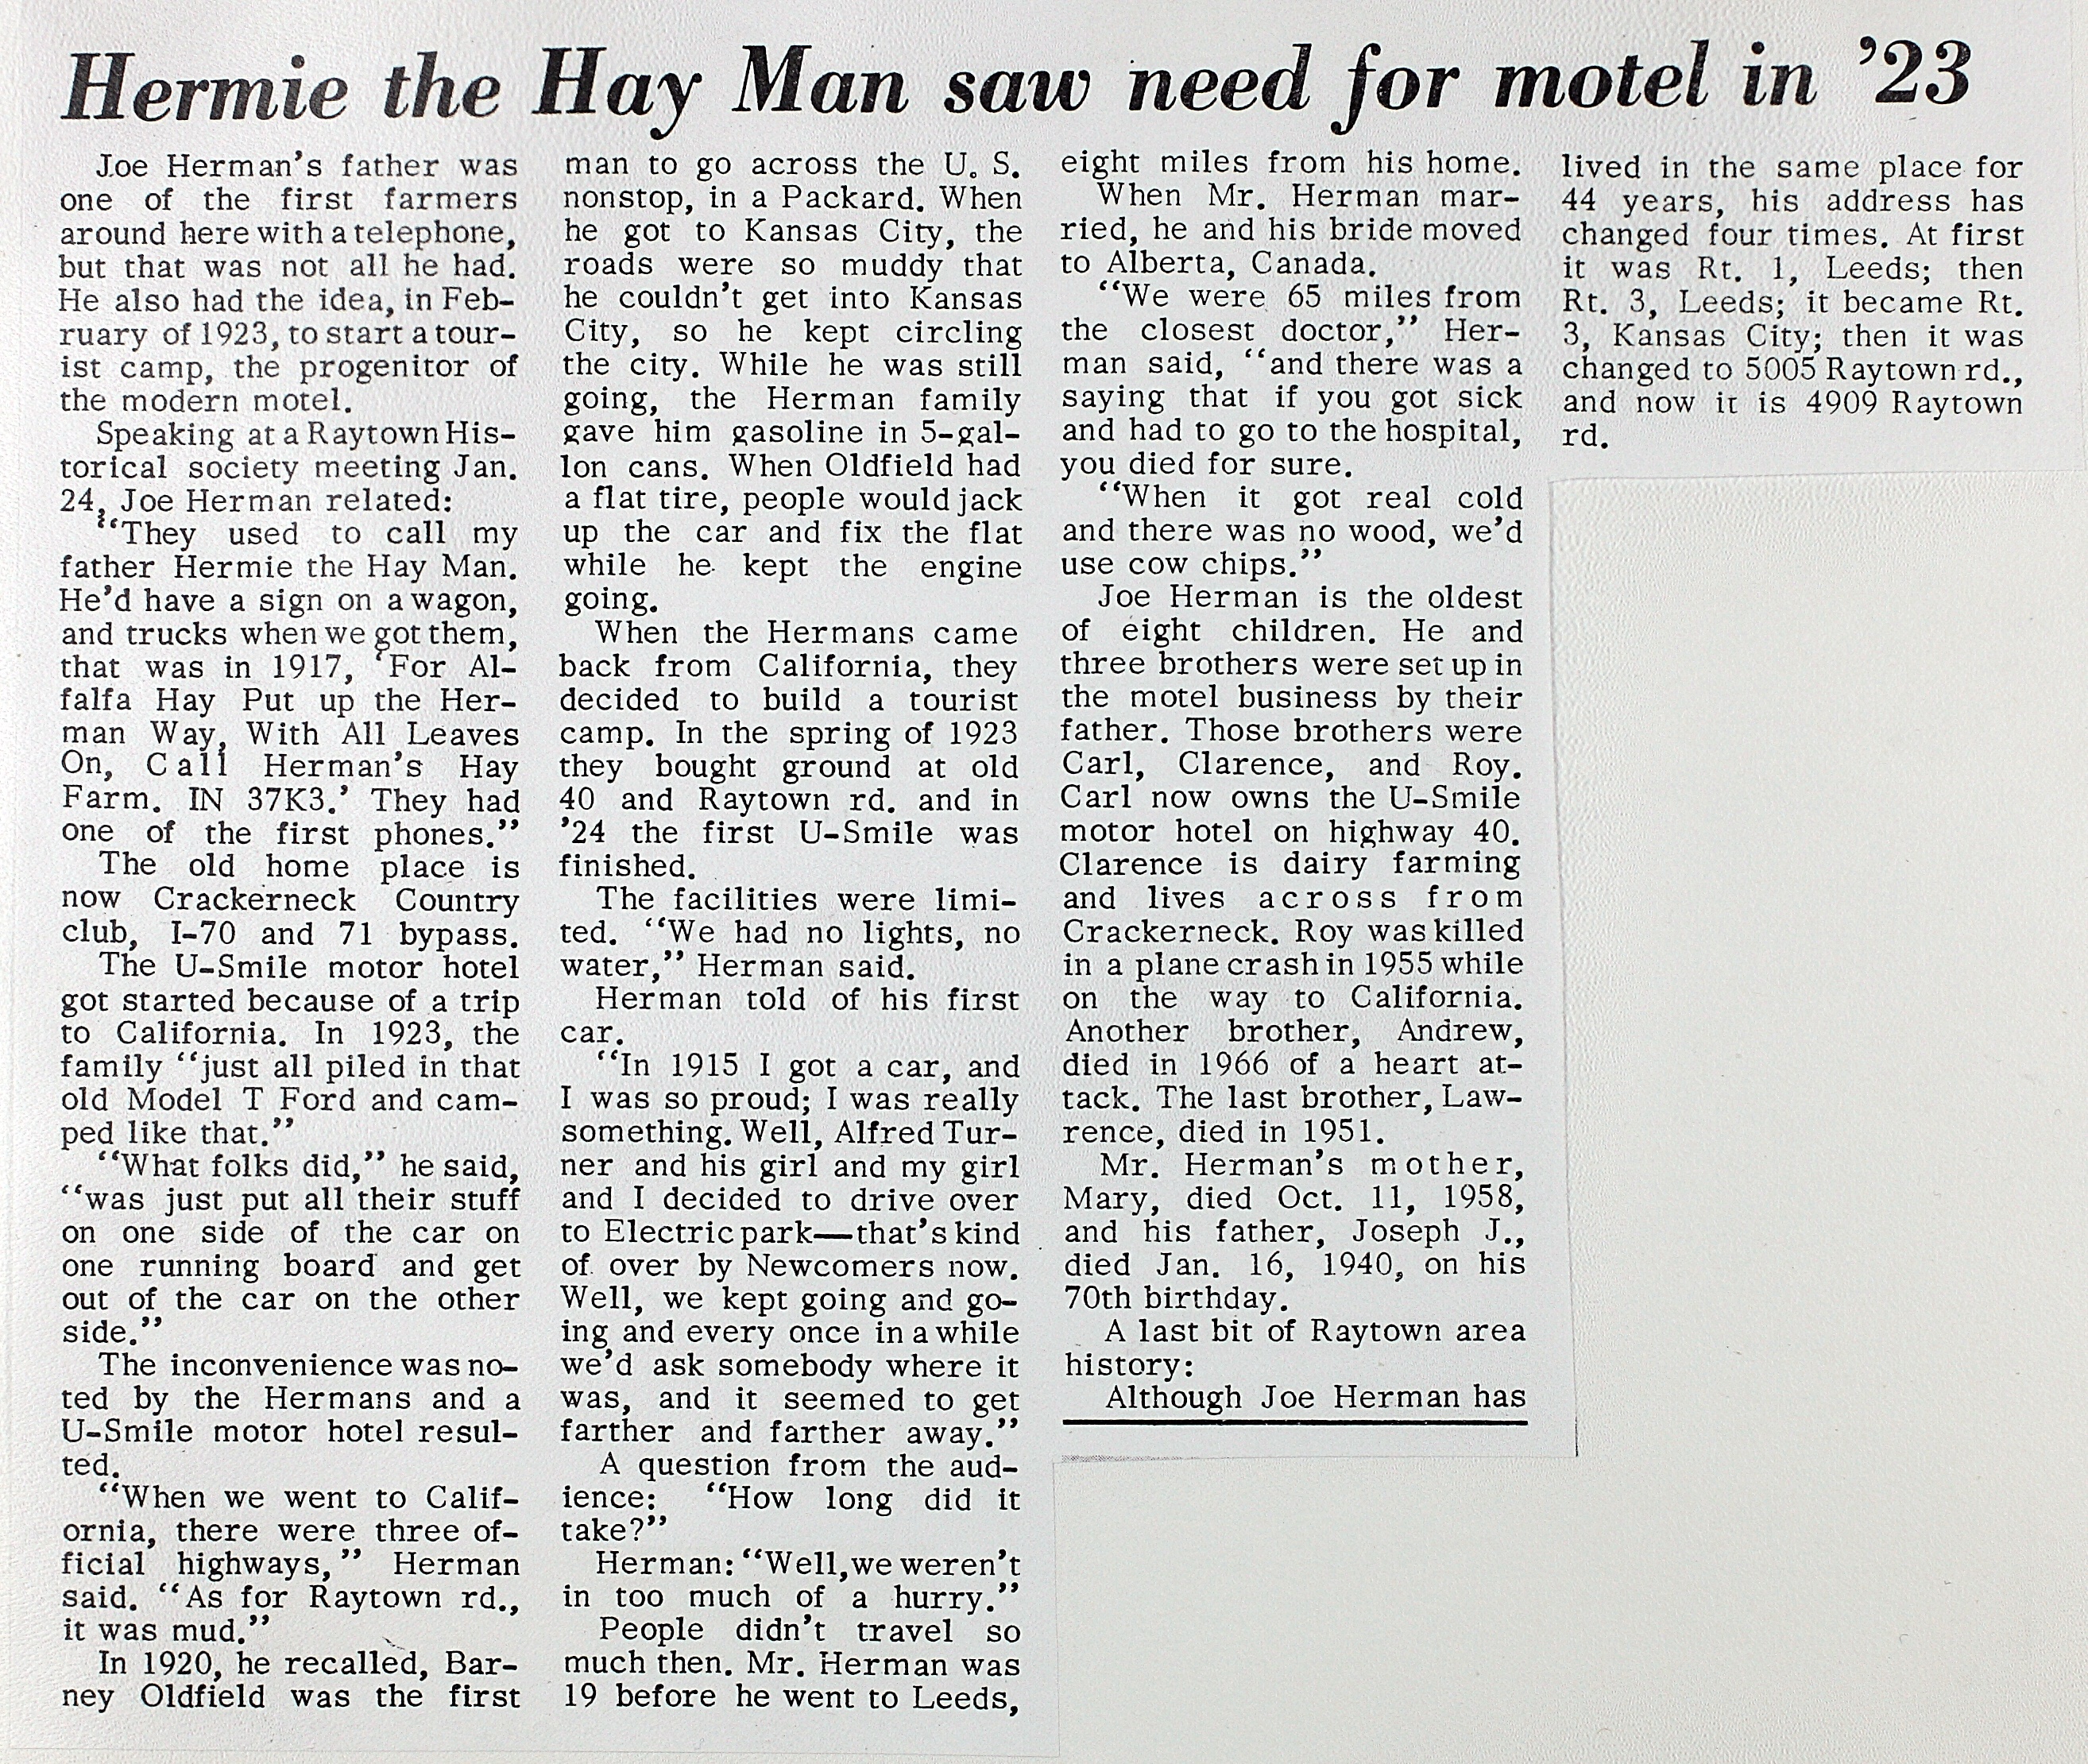 Hermie the Hay Man saw need for motel in ’23
Joe Herman’s father was
one of the first farmers
around here with a telephone,
but that was not all he had.
He also had the idea, in Feb-
ruary of 1923, to start a tour-
ist camp, the progenitor of
the modern motel.
Speaking at a Raytown His-
torical society meeting Jan.
24, Joe Herman related:
“They used to call my
father Hermie the Hay Man.
He’d have a sign on a wagon,
and trucks when we got them,
that was in 1917, ‘For Al-
falfa Hay Put up the Her-
man Way, With All Leaves
On, Call Herman’s Hay
Farm. IN 37K3.’ They had
one of the first phones.”
The old home place is
now Crackerneck Country
club, I-70 and 71 bypass.
The U-Smile motor hotel
got started because of a trip
to California. In 1923, the
family “just all piled in that
old Model T Ford and cam-
ped like that.”
“What folks did,” he said,
“was just put all their stuff
on one side of the car on
one running board and get
out of the car on the other
side.”
The inconvenience was no-
ted by the Hermans and a
U-Smile motor hotel resul-
ted.
“When we went to Calif-
ornia, there were three of-
ficial highways,” Herman
said. “As for Raytown rd.,
it was mud.”
In 1920, he recalled, Bar-
ney Oldfield was the first
man to go across the U. S.
nonstop, in a Packard. When
he got to Kansas City, the
roads were so muddy that
he couldn’t get into Kansas
City, so he kept circling
the city. While he was still
going, the Herman family
gave him gasoline in 5-gal-
lon cans. When Oldfield had
a flat tire, people would jack
up the car and fix the flat
while he kept the engine
going.
When the Hermans came
back from California, they
decided to build a tourist
camp. In the spring of 1923
they bought ground at old
40 and Raytown rd. and in
’24 the first U-Smile was
finished.
The facilities were limi-
ted. “We had no lights, no
water,” Herman said.
Herman told of his first
car.
“In 1915 I got a car, and
I was so proud; I was really
something. Well, Alfred Tur-
ner and his girl and my girl
and I decided to drive over
to Electric park—that’s kind
of over by Newcomers now.
Well, we kept going and go-
ing and every once in a while
we’d ask somebody where it
was, and it seemed to get
farther and farther away.”
A question from the aud-
ience: “How long did it
take?”
Herman: “Well, we weren’t
in too much of a hurry.”
People didn’t travel so
much then. Mr. Herman was
19 before he went to Leeds,
eight miles from his home.
When Mr. Herman mar-
ried, he and his bride moved
to Alberta, Canada.
“We were 65 miles from
the closest doctor,” Her-
man said, “and there was a
saying that if you got sick
and had to go to the hospital,
you died for sure.
“When it got real cold
and there was no wood, we’d
use cow chips.”
Joe Herman is the oldest
of eight children. He and
three brothers were set up in
the motel business by their
father. Those brothers were
Carl, Clarence, and Roy.
Carl now owns the U-Smile
motor hotel on highway 40.
Clarence is dairy farming
and lives across from
Crackerneck. Roy was killed
in a plane crash in 1955 while
on the way to California.
Another brother, Andrew,
died in 1966 of a heart at-
tack. The last brother, Law-
rence, died in 1951.
Mr. Herman’s mother,
Mary, died Oct. 11, 1958,
and his father, Joseph J.,
died Jan. 16, 1940, on his
70th birthday.
A last bit of Raytown area
history:
Although Joe Herman has
lived in the same place for
44 years, his address has
changed four times. At first
it was Rt. 1, Leeds; then
Rt. 3, Leeds; it became Rt.
3, Kansas City; then it was
changed to 5005 Raytown rd.,
and now it is 4909 Raytown
rd.